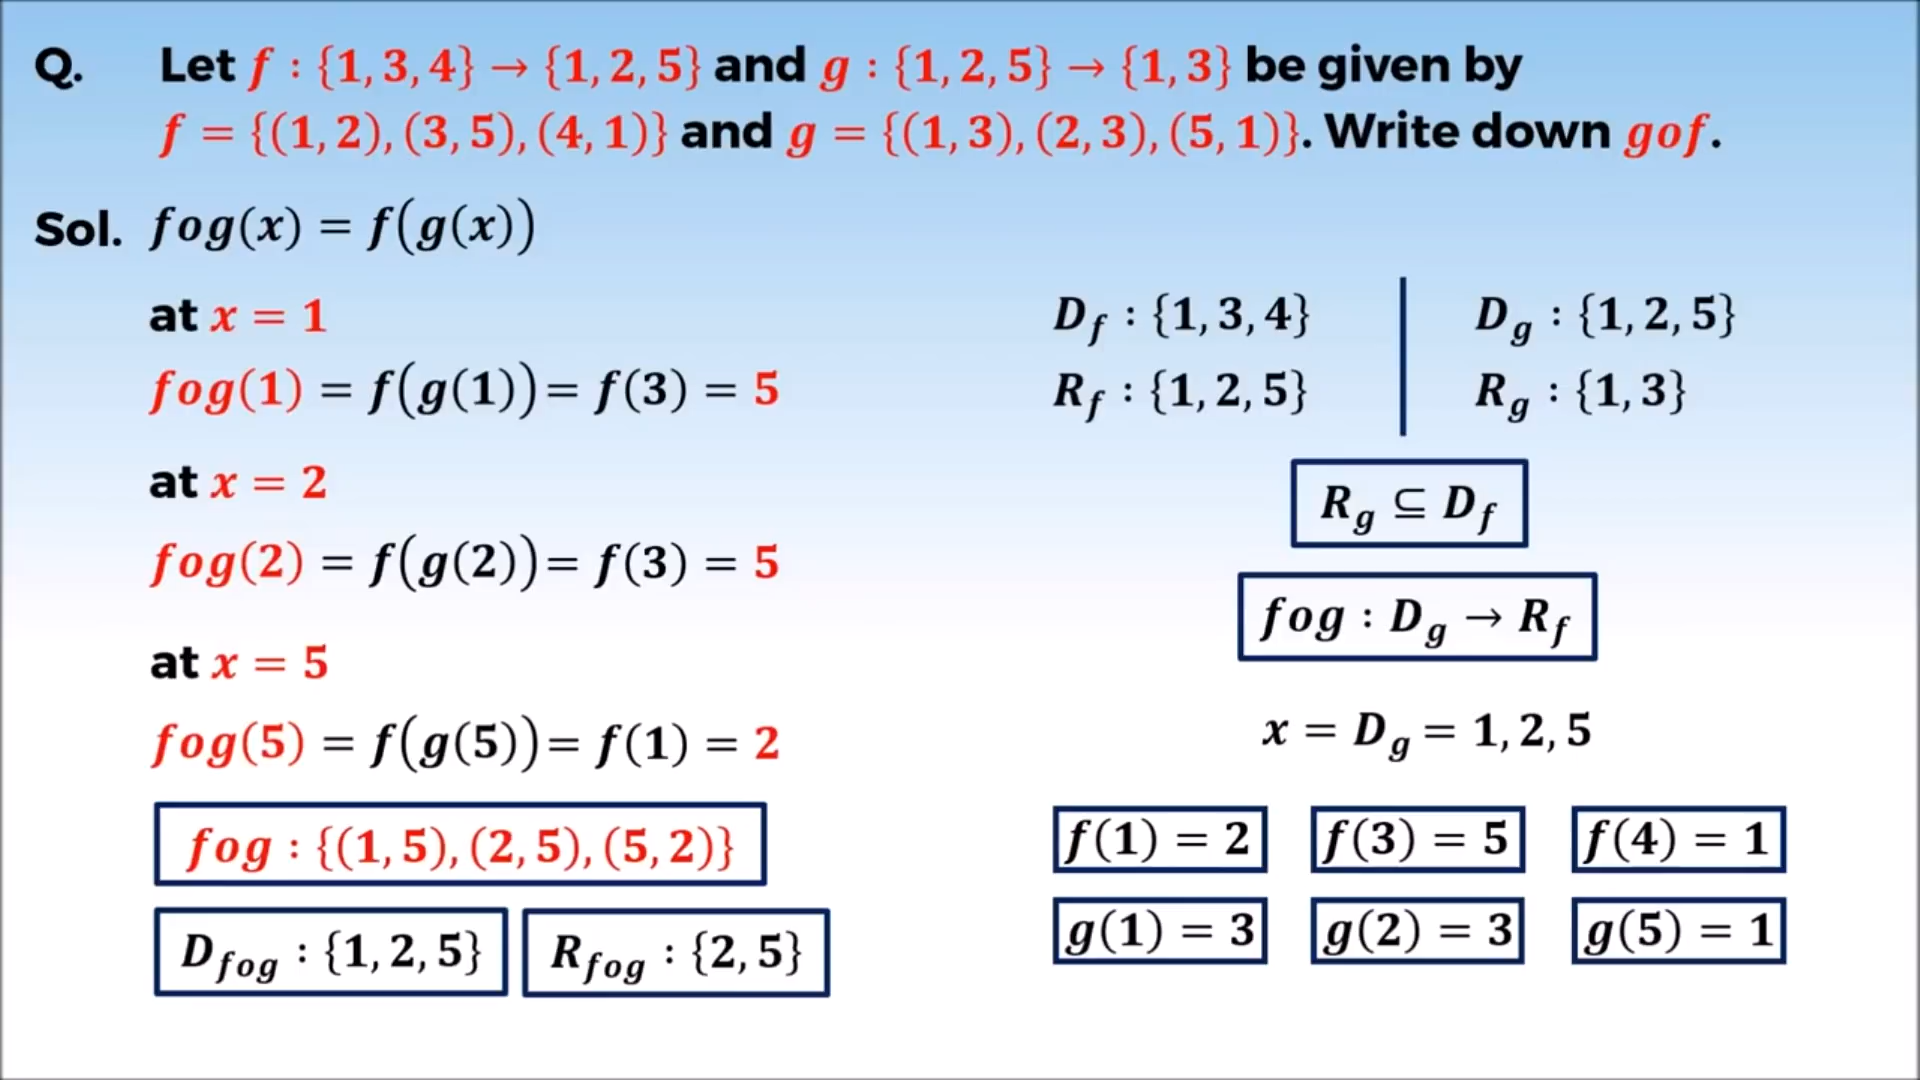 Q. Let f : {1, 3, 4} → {1, 2, 5} and g : {1, 2, 5} → {1, 3} be given by
f = {(1, 2), (3, 5), (4, 1)} and g = {(1, 3), (2, 3), (5, 1)}. Write down gof.
Sol. fog(x) = f(g(x))
at x = 1
fog(1) = f(g(1)) = f(3) = 5
at x = 2
fog(2) = f(g(2)) = f(3) = 5
at x = 5
fog(5) = f(g(5)) = f(1) = 2
fog : {(1, 5), (2, 5), (5, 2)}
D_fog : {1, 2, 5} R_fog : {2, 5}
D_f : {1, 3, 4} D_g : {1, 2, 5}
R_f : {1, 2, 5} R_g : {1, 3}
R_g ⊆ D_f
fog : D_g → R_f
x = D_g = 1, 2, 5
f(1) = 2 f(3) = 5 f(4) = 1
g(1) = 3 g(2) = 3 g(5) = 1